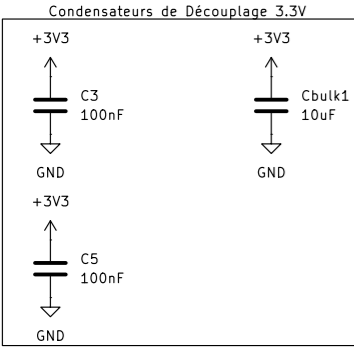 Condensateurs de Découplage 3.3V
+3V3
C3
100nF
GND
+3V3
Cbulk1
10uF
GND
+3V3
C5
100nF
GND